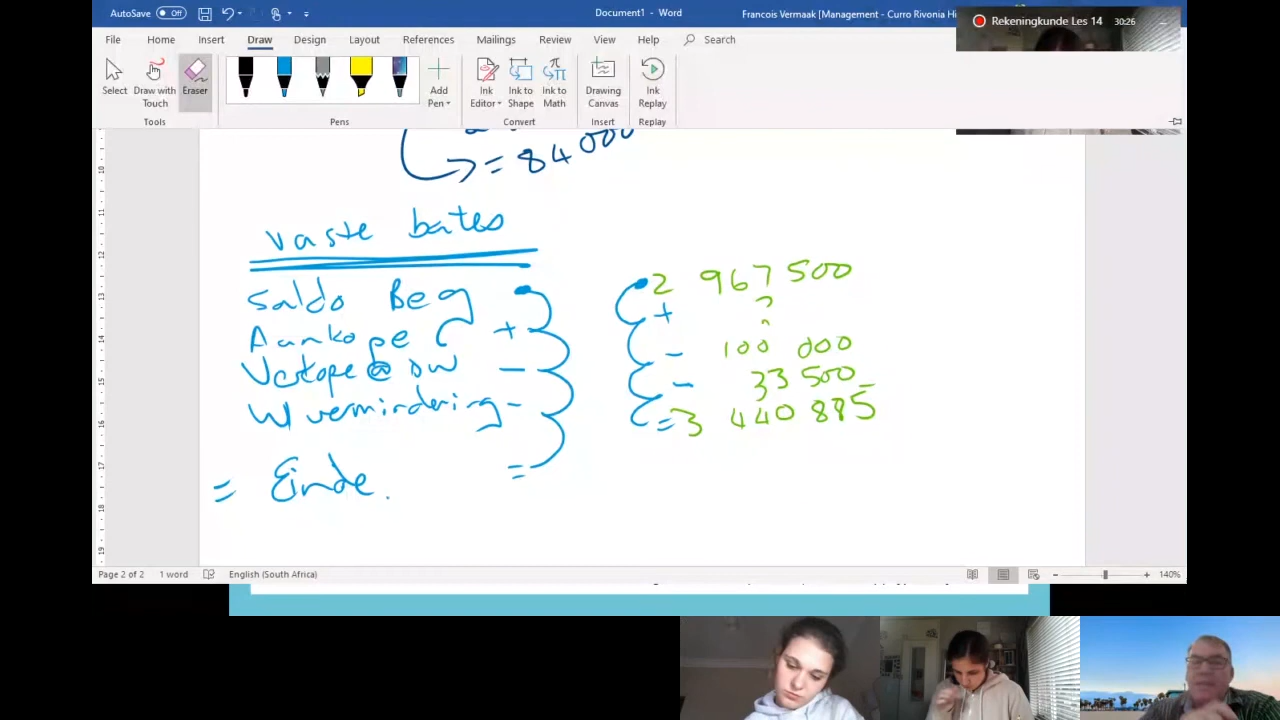 AutoSave Off
Document1 - Word
Francois Vermaak [Management - Curro Rivonia Hi
Rekeningkunde Les 14 30:26
File Home Insert Draw Design Layout References Mailings Review View Help Search
Select
Draw with Touch
Eraser
Add Pen
Ink Editor
Ink to Shape
Ink to Math
Drawing Canvas
Ink Replay
Tools Pens Convert Insert Replay
= 84 000
Vaste bates
Saldo Beg
2 967 500
Aankope +
+ ?
Verkope @ DW -
- 100 000
W vermindering -
- 33 500
= 3 440 885
= Einde. =
Page 2 of 2 1 word English (South Africa) 140%